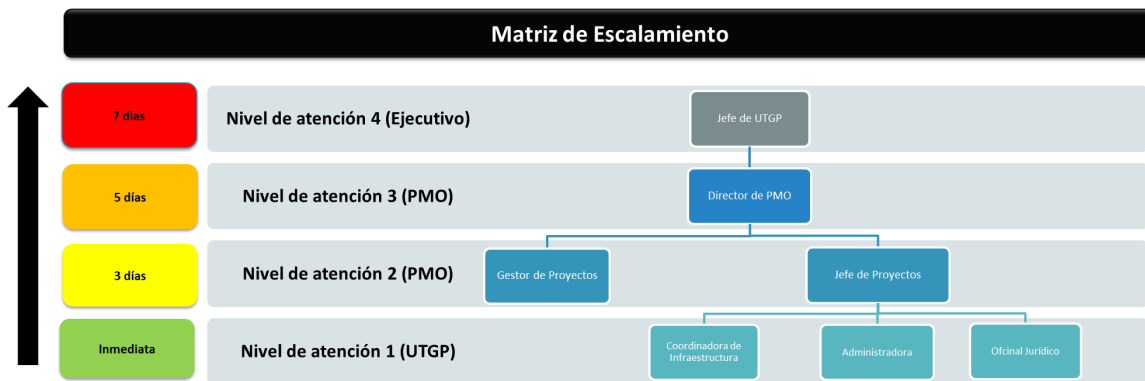 Matriz de Escalamiento
7 días
Nivel de atención 4 (Ejecutivo)
Jefe de UTGP
5 días
Nivel de atención 3 (PMO)
Director de PMO
3 días
Nivel de atención 2 (PMO)
Gestor de Proyectos
Jefe de Proyectos
Inmediata
Nivel de atención 1 (UTGP)
Coordinadora de
Infraestructura
Administradora
Ofcinal Jurídico